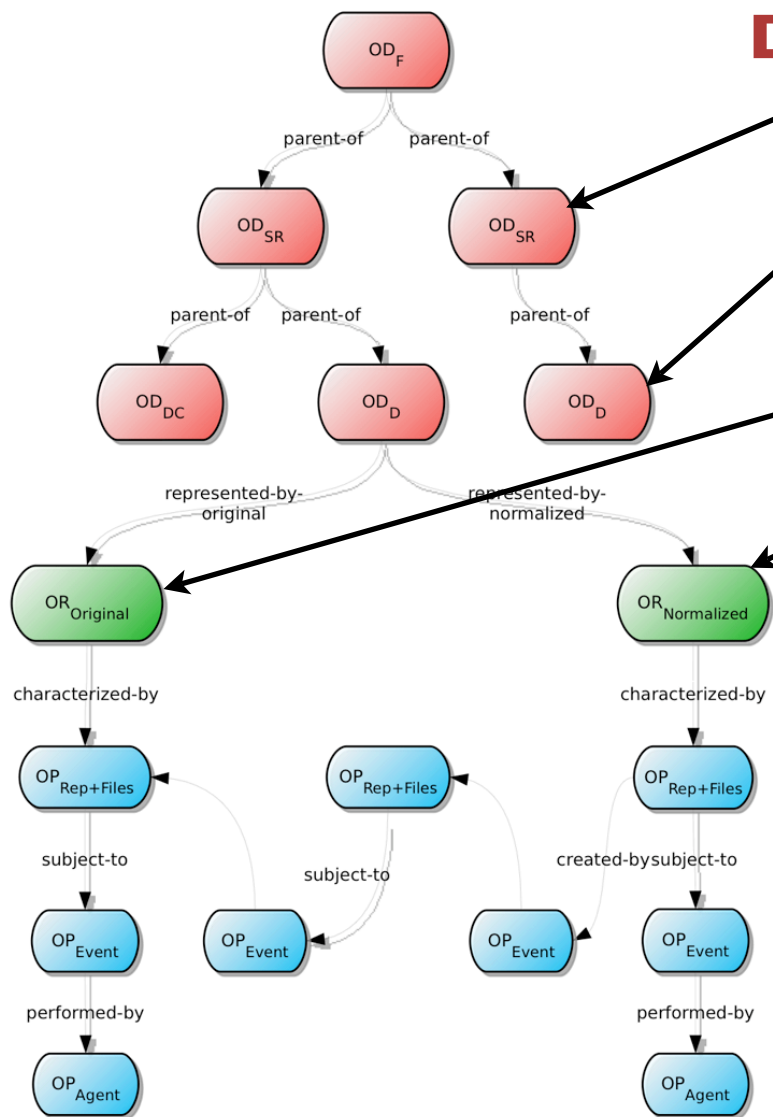 OD_F
D
parent-of parent-of
OD_SR OD_SR
parent-of parent-of parent-of
OD_DC OD_D OD_D
represented-by- represented-by-
original normalized
OR_Original OR_Normalized
characterized-by characterized-by
OP_Rep+Files OP_Rep+Files OP_Rep+Files
subject-to subject-to created-by subject-to
OP_Event OP_Event OP_Event OP_Event
performed-by performed-by
OP_Agent OP_Agent